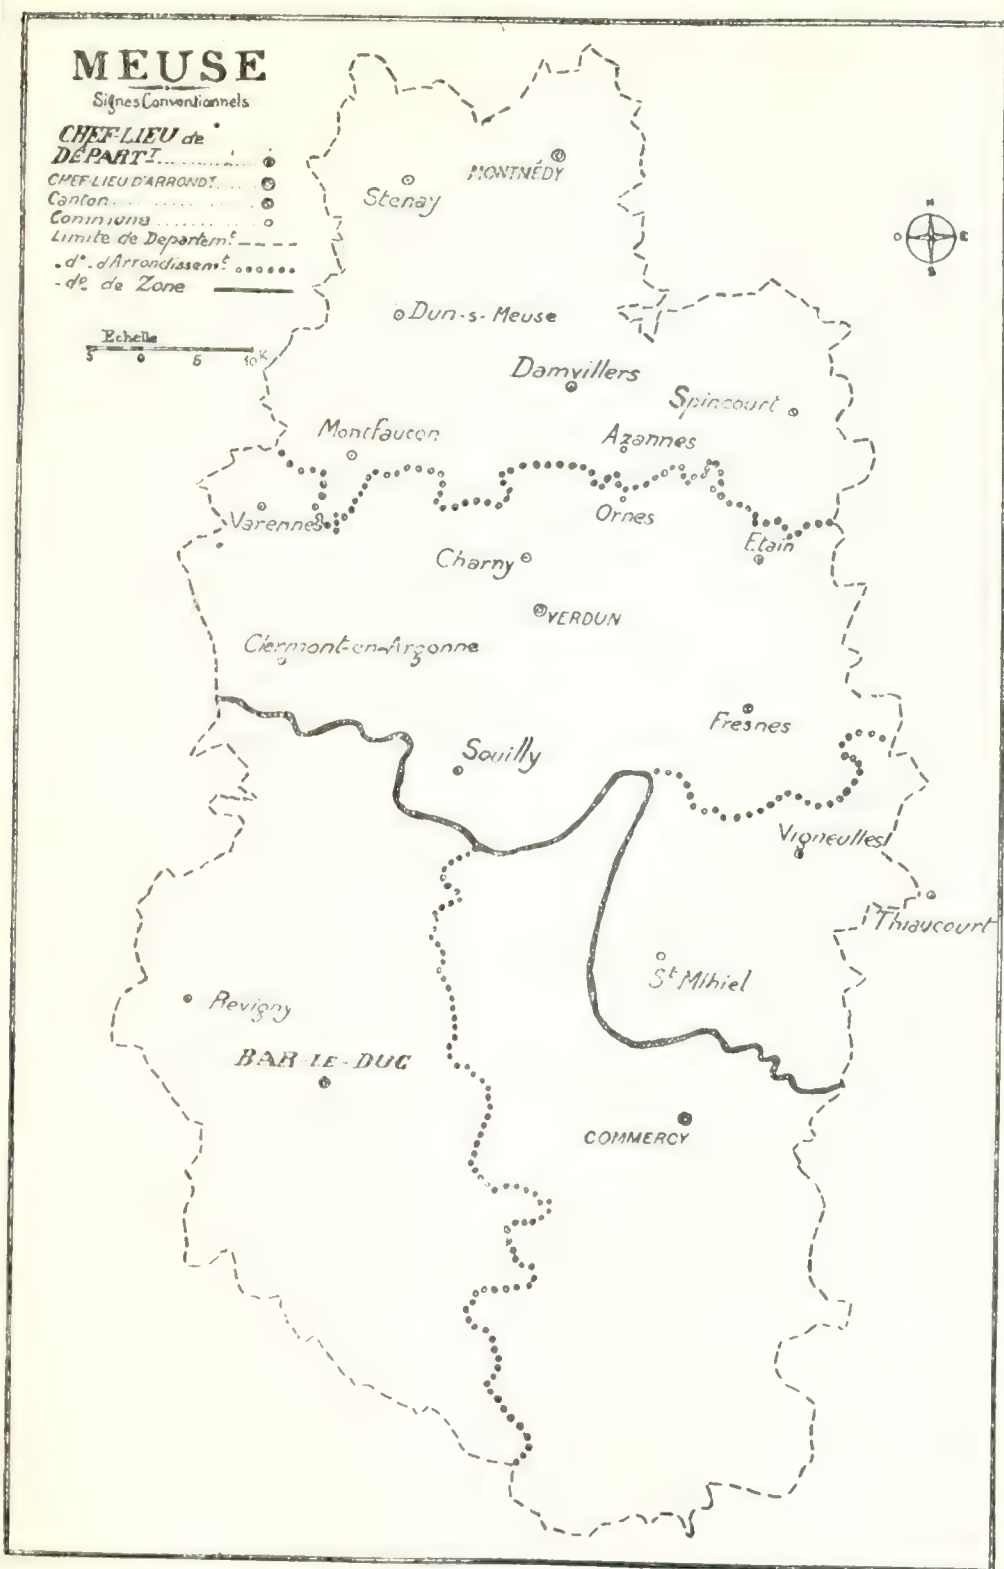 MEUSE
Signes Conventionnels
CHEF-LIEU de
DÉPART.T
CHEF-LIEU D'ARRONDT.
Canton
Commune
Limite de Départem.t
-d°-d'Arrondissem.t
-d° de Zone
Echelle
5 0 5 10K
N
O E
S
MONTMÉDY
Stenay
Dun-s-Meuse
Damvillers
Spincourt
Montfaucon
Azannes
Varennes
Ornes
Etain
Charny
VERDUN
Clermont-en-Argonne
Fresnes
Souilly
Vigneulles
Thiaucourt
St Mihiel
Revigny
BAR-LE-DUC
COMMERCY